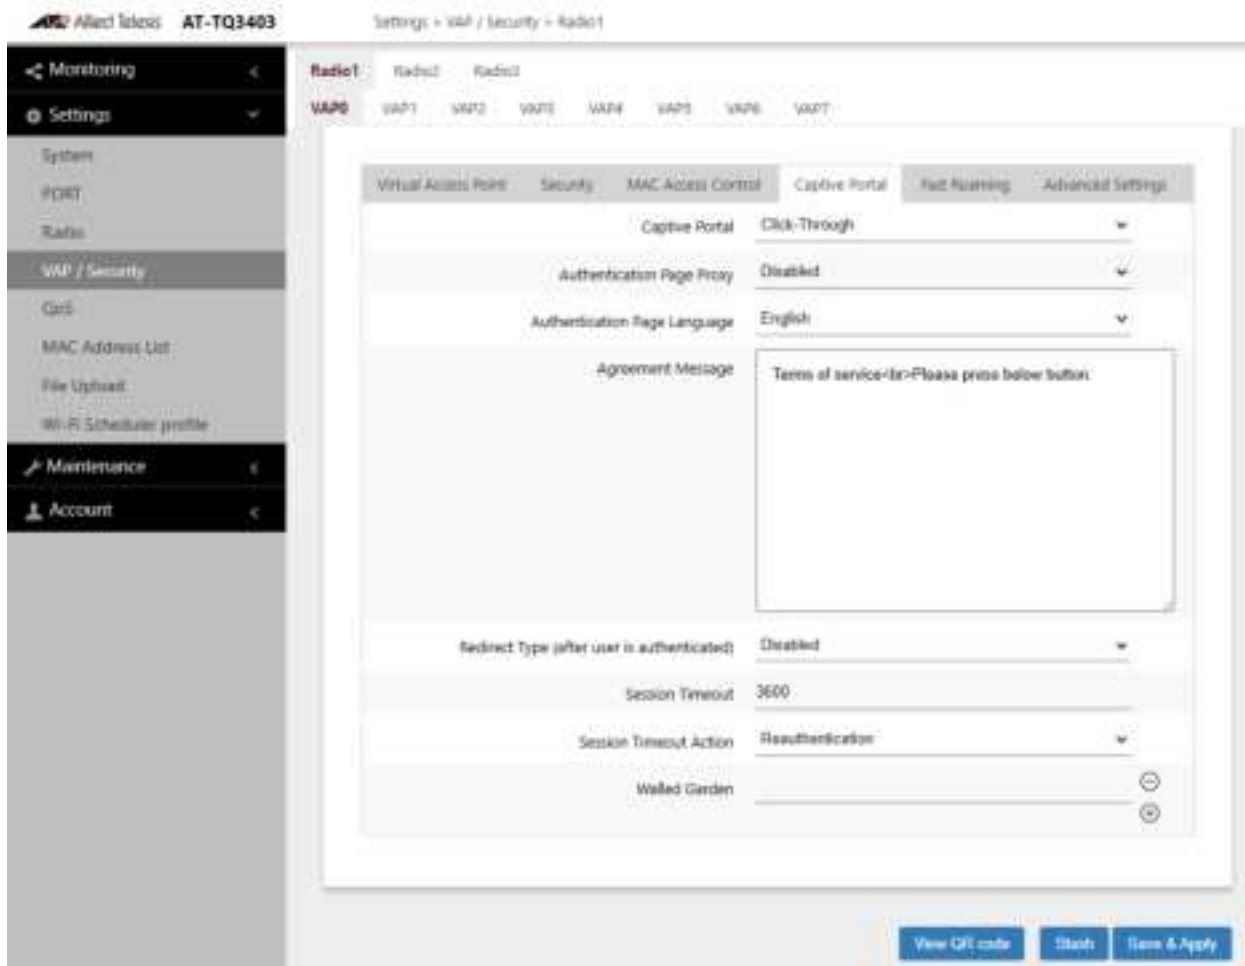 Allied Telesis AT-TQ3403 Settings > VAP / Security > Radio1
Monitoring
Radio1 Radio2 Radio3
Settings
VAP0 VAP1 VAP2 VAP3 VAP4 VAP5 VAP6 VAP7
System
PORT
Radio
VAP / Security
QoS
MAC Address List
File Upload
Wi-Fi Scheduler profile
Maintenance
Account
Virtual Access Point Security MAC Access Control Captive Portal Fast Roaming Advanced Settings
Captive Portal Click-Through
Authentication Page Proxy Disabled
Authentication Page Language English
Agreement Message Terms of service<br>Please press below button.
Redirect Type (after user is authenticated) Disabled
Session Timeout 3600
Session Timeout Action Reauthentication
Walled Garden
View QR code Stash Save & Apply